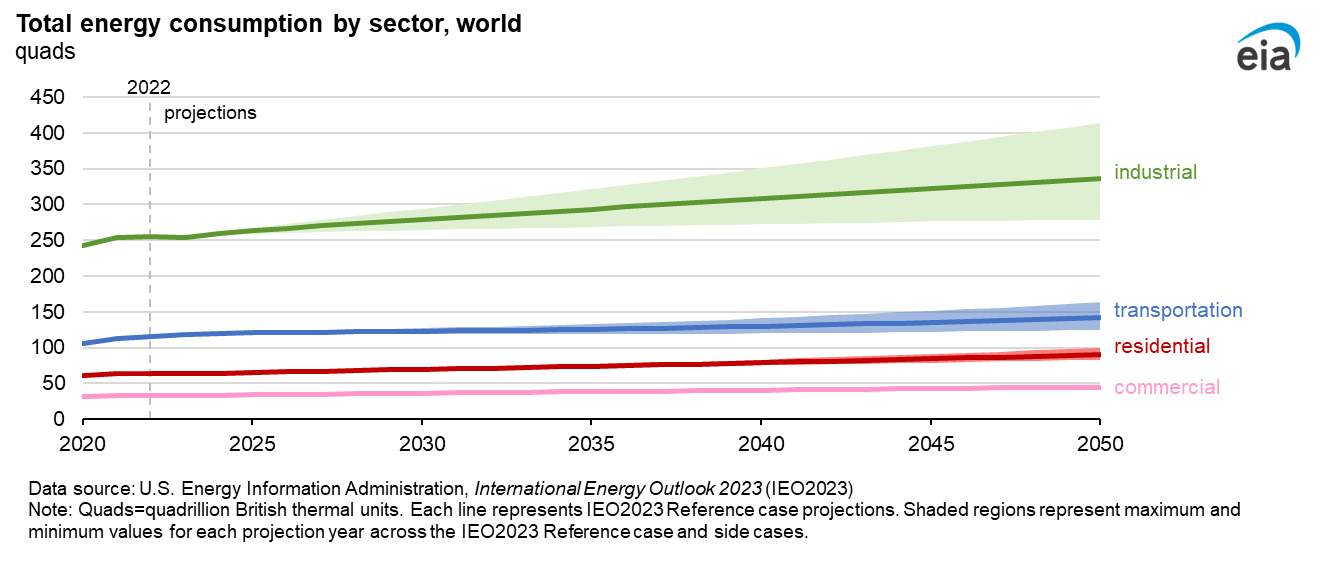 Total energy consumption by sector, world
quads
eia
2022
projections
450
400
350
300
250
200
150
100
50
0
industrial
transportation
residential
commercial
2020 2025 2030 2035 2040 2045 2050
Data source: U.S. Energy Information Administration, International Energy Outlook 2023 (IEO2023)
Note: Quads=quadrillion British thermal units. Each line represents IEO2023 Reference case projections. Shaded regions represent maximum and
minimum values for each projection year across the IEO2023 Reference case and side cases.